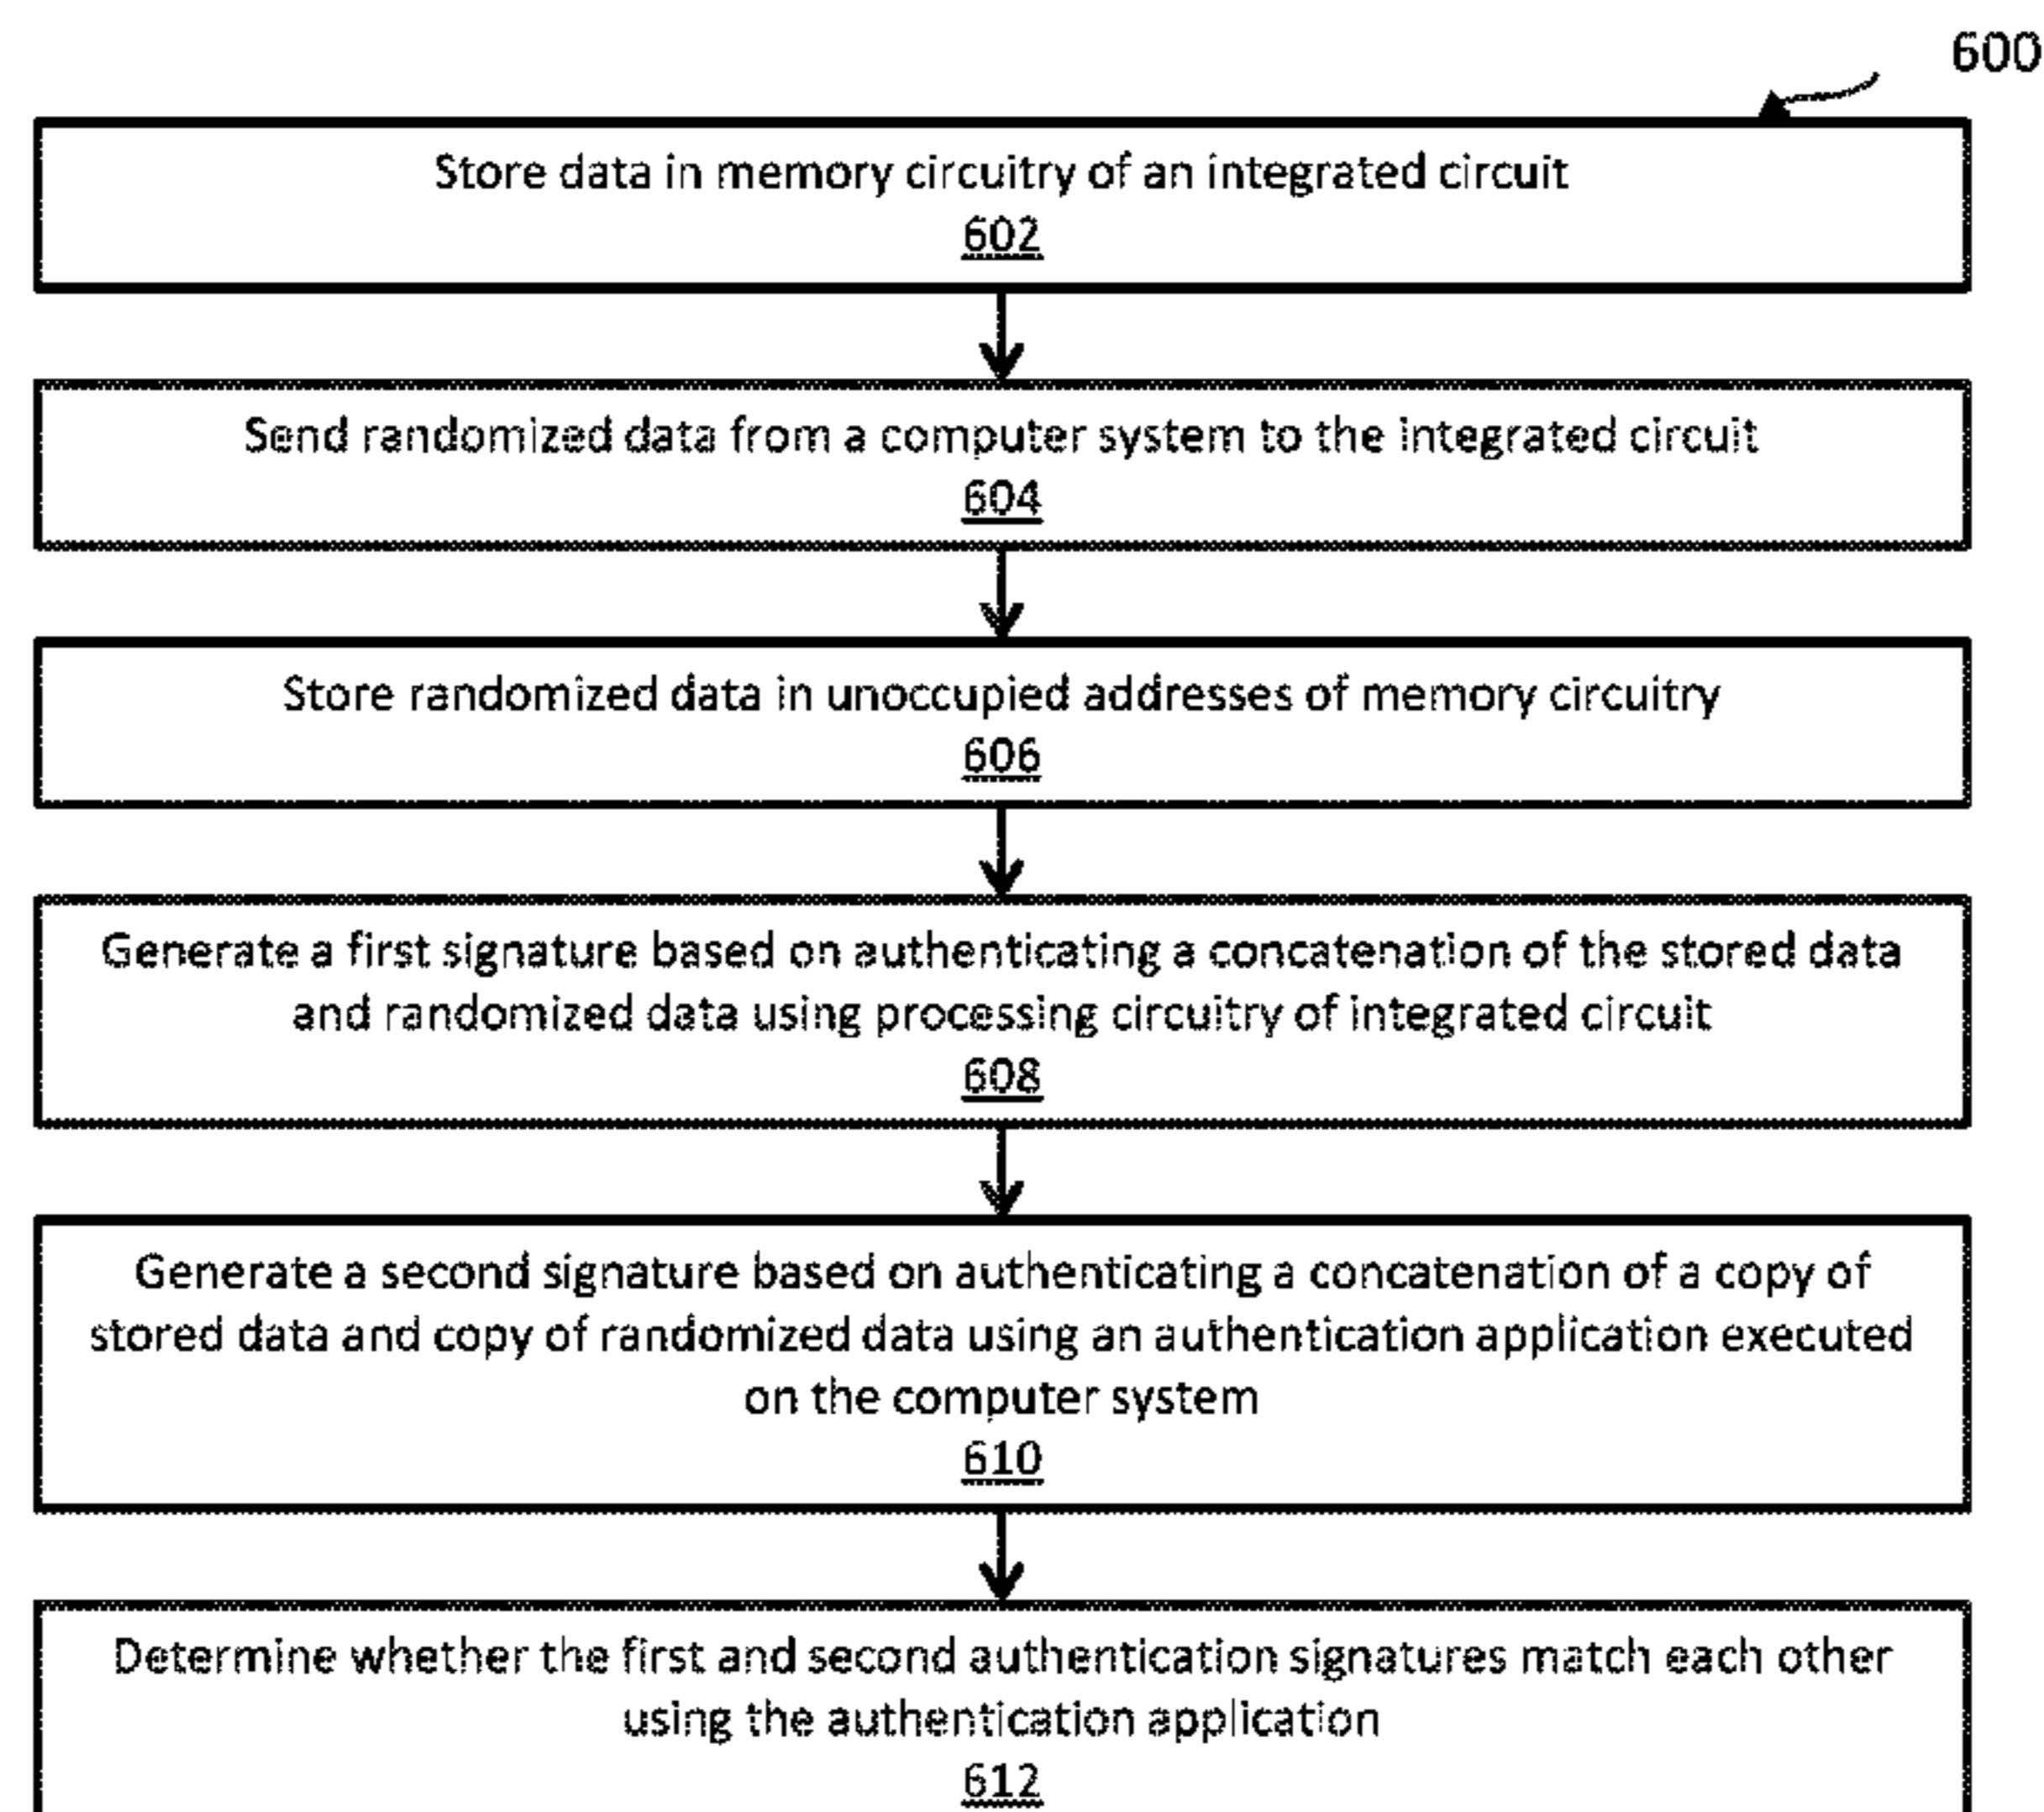 600
Store data in memory circuitry of an integrated circuit
602
Send randomized data from a computer system to the integrated circuit
604
Store randomized data in unoccupied addresses of memory circuitry
606
Generate a first signature based on authenticating a concatenation of the stored data
and randomized data using processing circuitry of integrated circuit
608
Generate a second signature based on authenticating a concatenation of a copy of
stored data and copy of randomized data using an authentication application executed
on the computer system
610
Determine whether the first and second authentication signatures match each other
using the authentication application
612